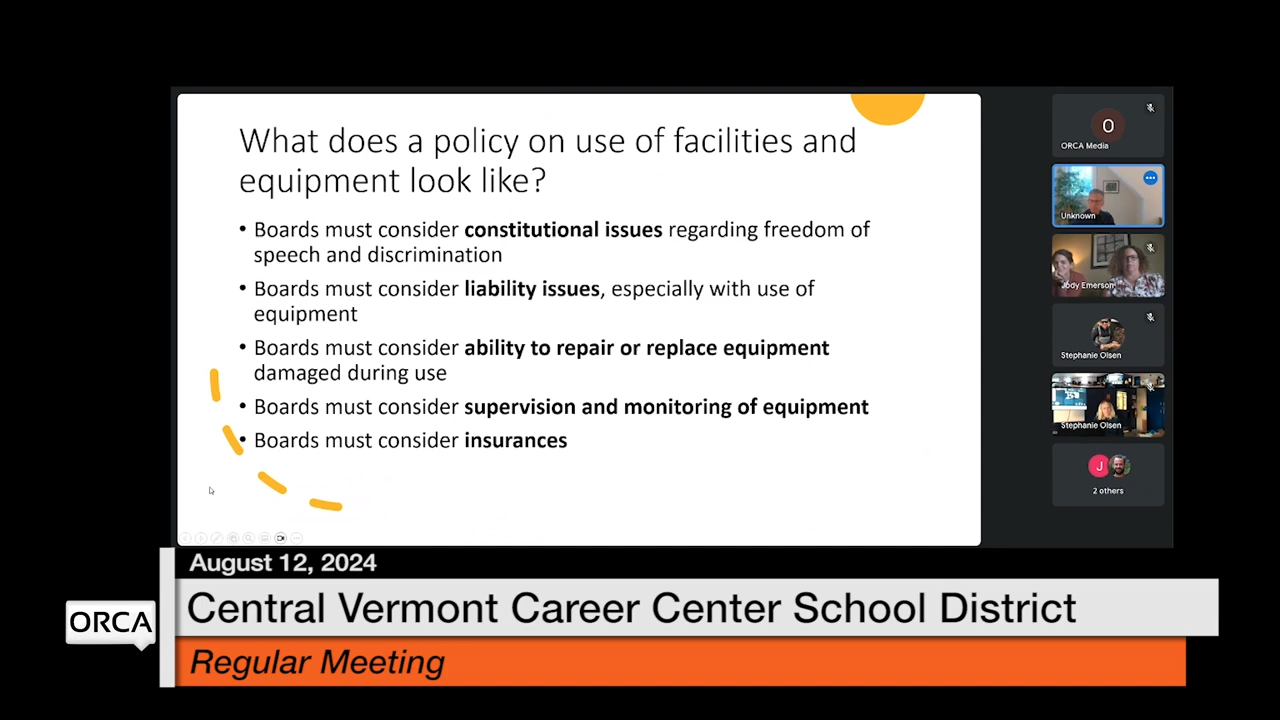 What does a policy on use of facilities and
equipment look like?
• Boards must consider constitutional issues regarding freedom of
speech and discrimination
• Boards must consider liability issues, especially with use of
equipment
• Boards must consider ability to repair or replace equipment
damaged during use
• Boards must consider supervision and monitoring of equipment
• Boards must consider insurances
O
ORCA Media
Unknown
Jody Emerson
Stephanie Olsen
Stephanie Olsen
J
2 others
August 12, 2024
ORCA
Central Vermont Career Center School District
Regular Meeting